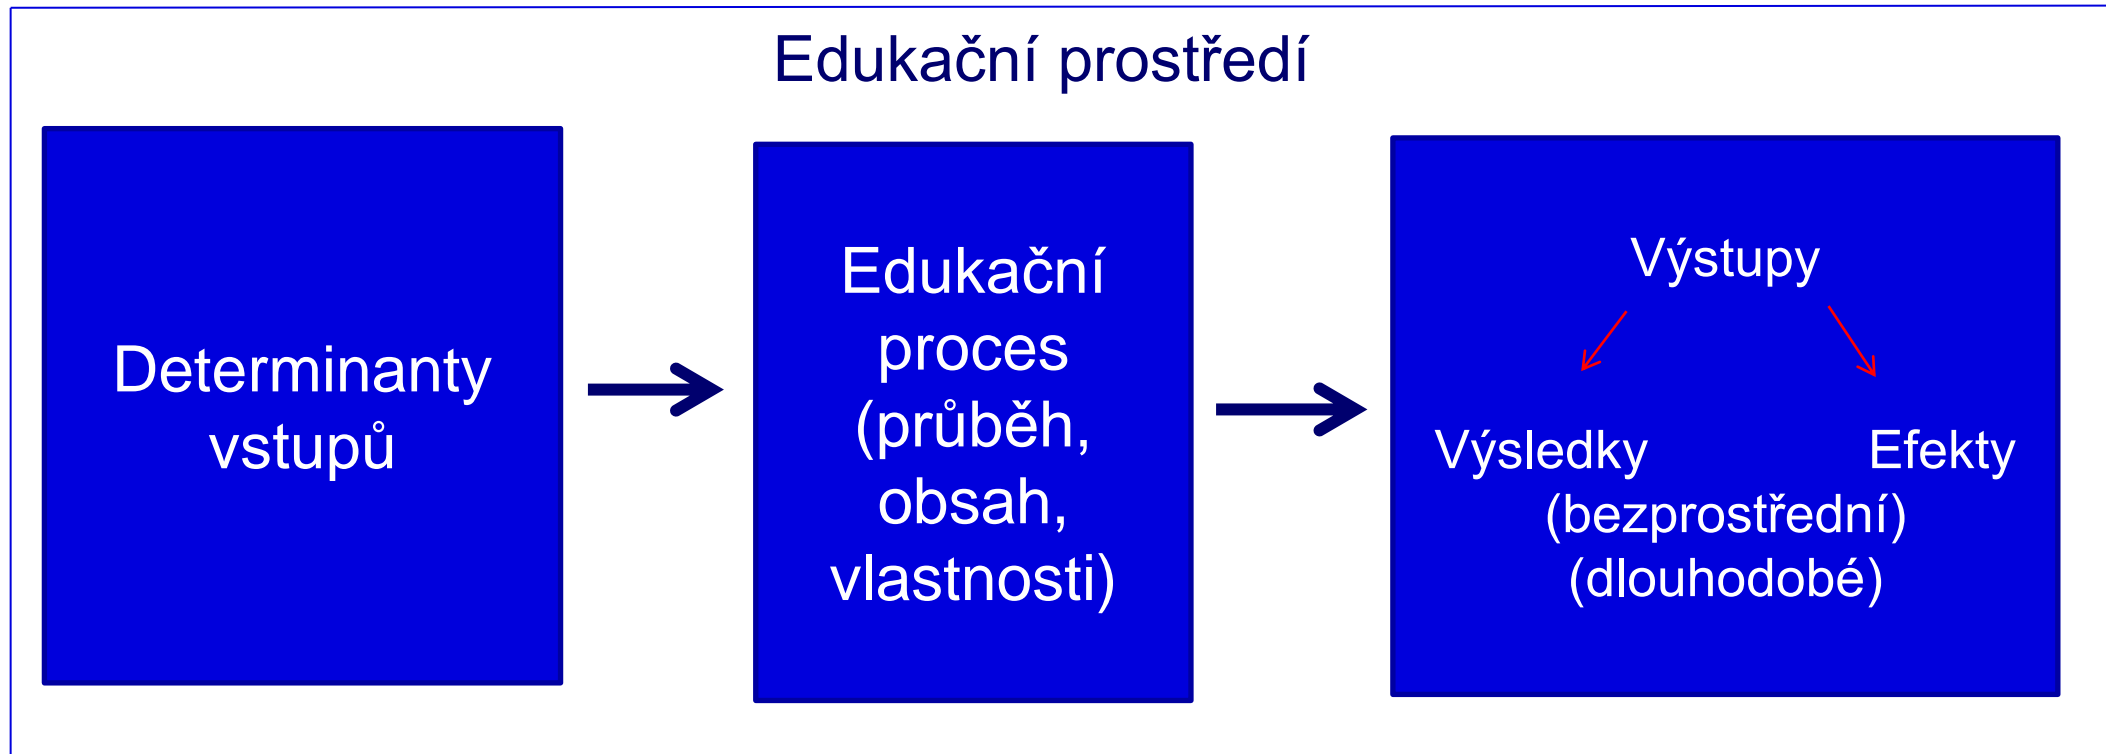 Edukační prostředí
Determinanty
vstupů
Edukační
proces
(průběh,
obsah,
vlastnosti)
Výstupy
Výsledky Efekty
(bezprostřední)
(dlouhodobé)